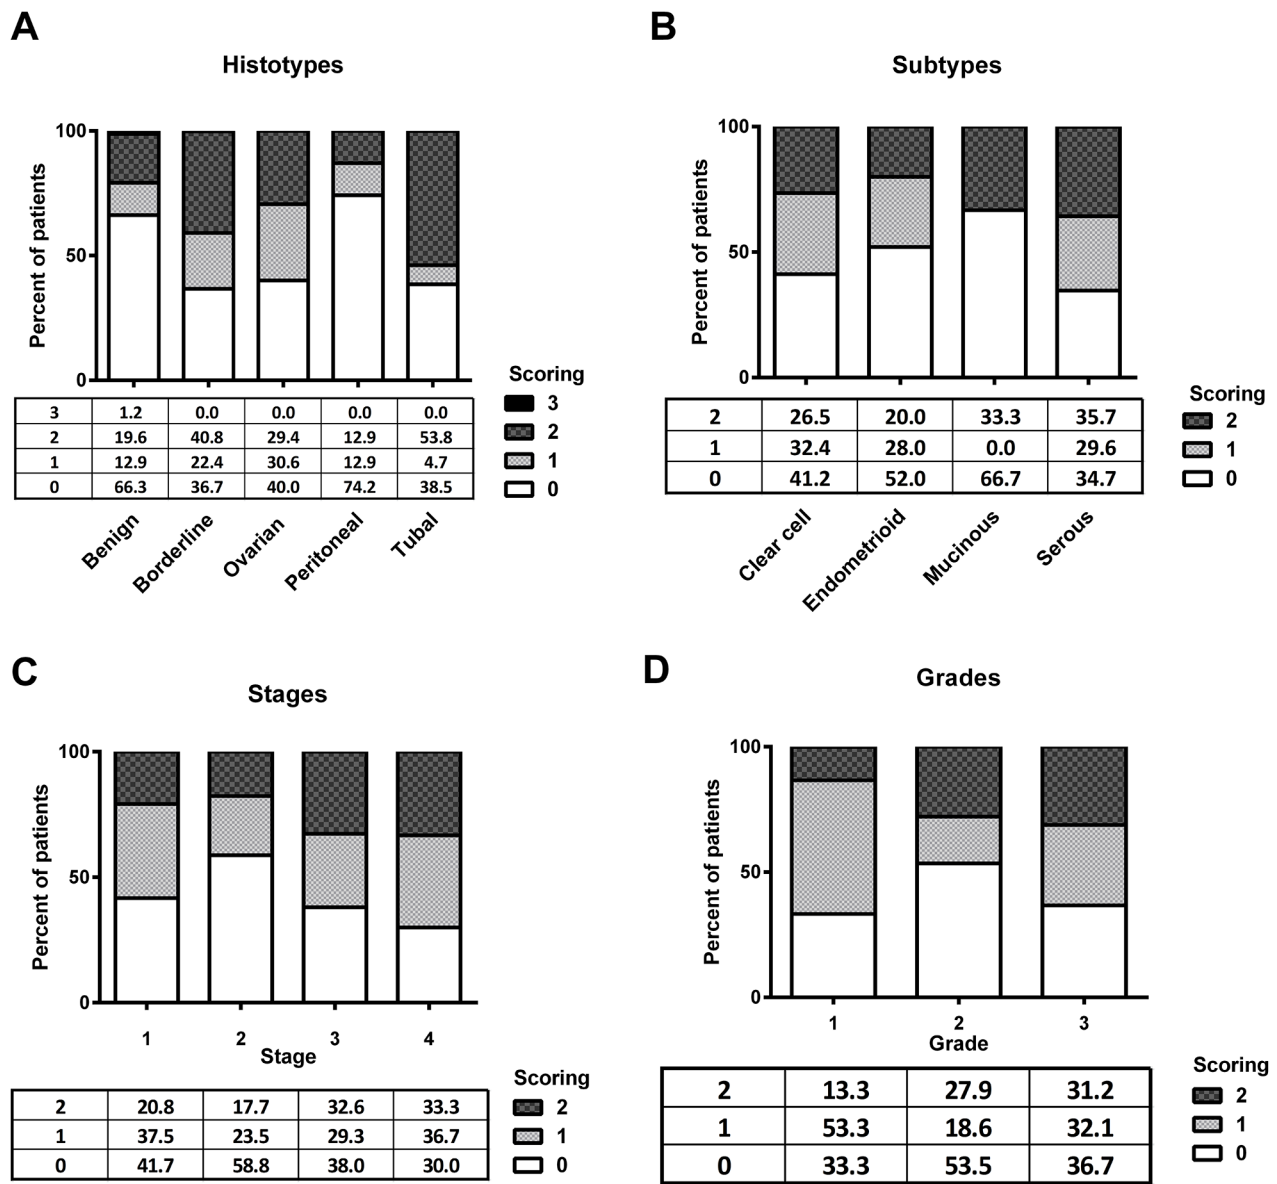 A
Histotypes
Percent of patients
100
50
0
3 1.2 0.0 0.0 0.0 0.0
2 19.6 40.8 29.4 12.9 53.8
1 12.9 22.4 30.6 12.9 4.7
0 66.3 36.7 40.0 74.2 38.5
Benign Borderline Ovarian Peritoneal Tubal
Scoring
3
2
1
0
B
Subtypes
Percent of patients
100
50
0
2 26.5 20.0 33.3 35.7
1 32.4 28.0 0.0 29.6
0 41.2 52.0 66.7 34.7
Clear cell Endometrioid Mucinous Serous
Scoring
2
1
0
C
Stages
Percent of patients
100
50
0
1 2 3 4
Stage
2 20.8 17.7 32.6 33.3
1 37.5 23.5 29.3 36.7
0 41.7 58.8 38.0 30.0
Scoring
2
1
0
D
Grades
Percent of patients
100
50
0
1 2 3
Grade
2 13.3 27.9 31.2
1 53.3 18.6 32.1
0 33.3 53.5 36.7
Scoring
2
1
0